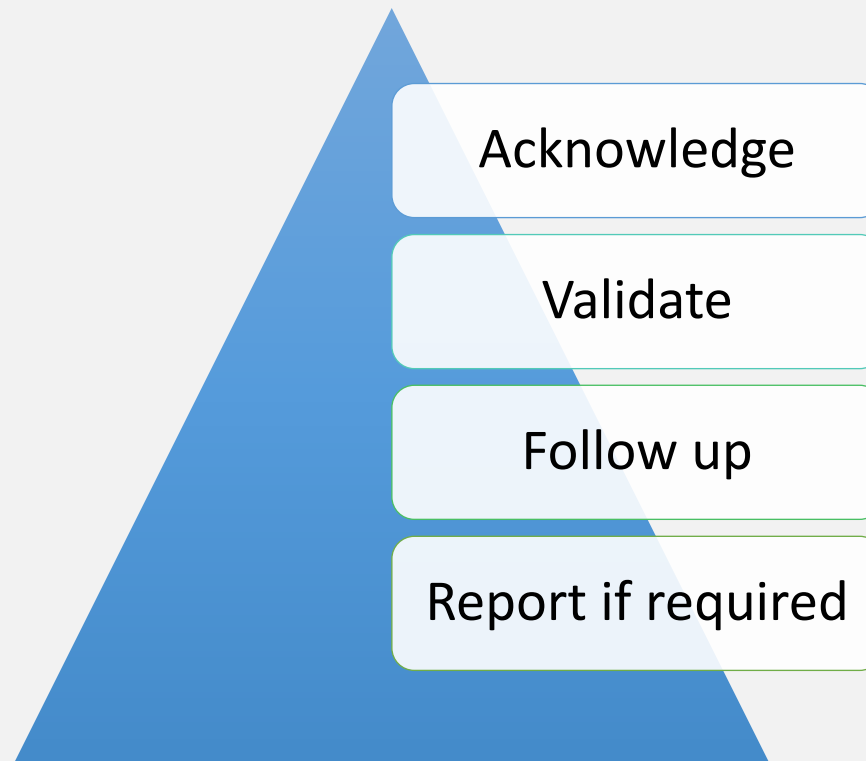 Acknowledge
Validate
Follow up
Report if required